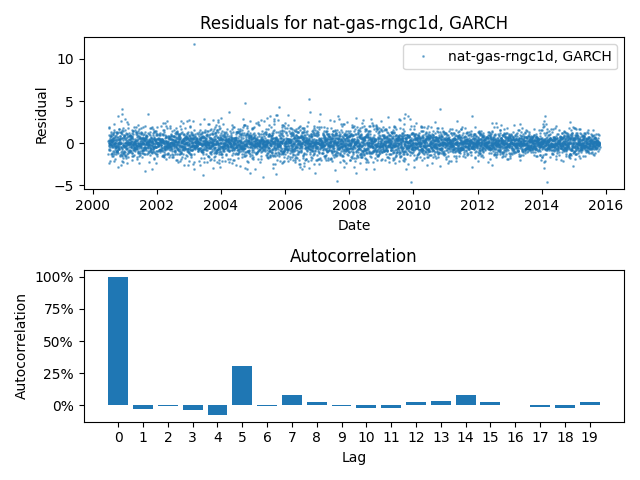 Residuals for nat-gas-rngc1d, GARCH
nat-gas-rngc1d, GARCH
Residual
10
5
0
−5
2000 2002 2004 2006 2008 2010 2012 2014 2016
Date
Autocorrelation
Autocorrelation
100%
75%
50%
25%
0%
0 1 2 3 4 5 6 7 8 9 10 11 12 13 14 15 16 17 18 19
Lag